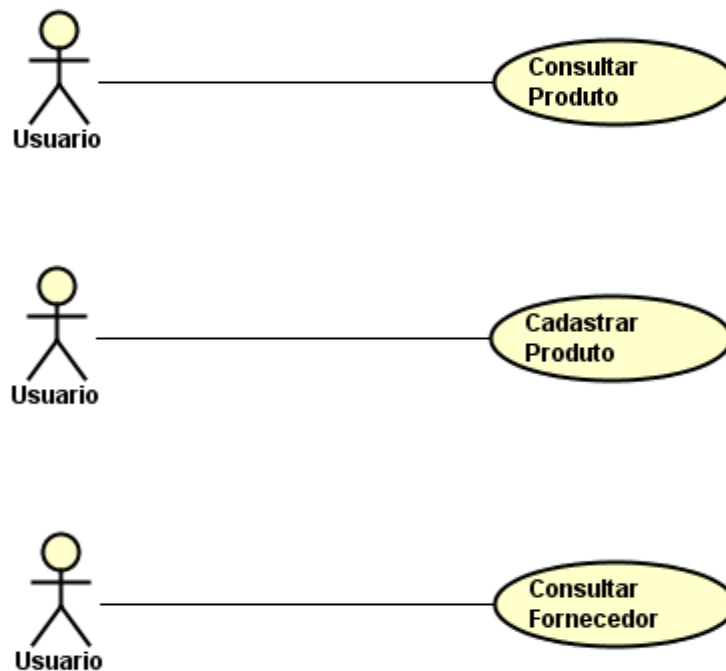 Consultar
Produto
Usuario
Cadastrar
Produto
Usuario
Consultar
Fornecedor
Usuario